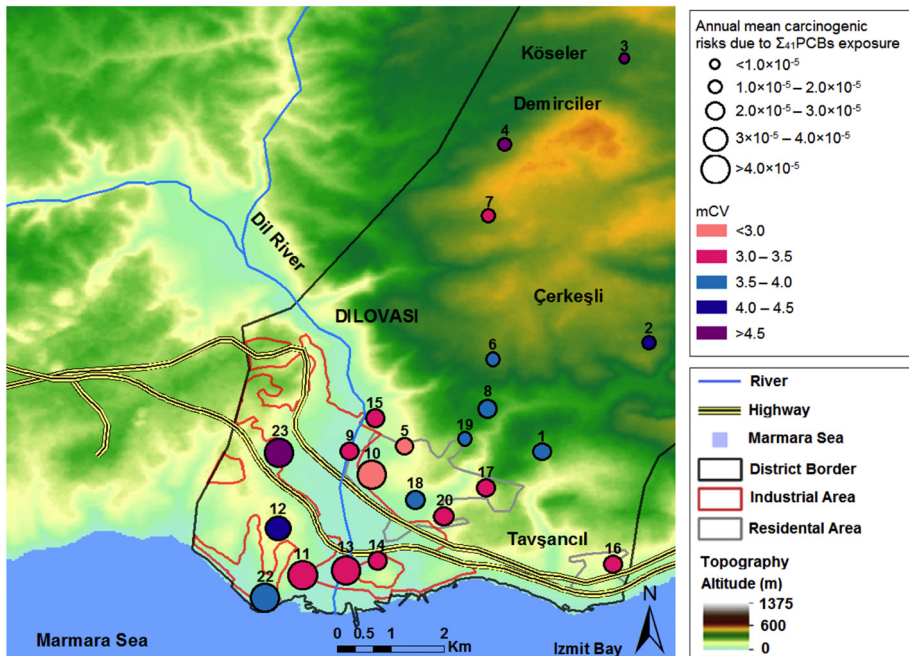 Köseler
3
Demirciler
4
7
Dil River
Çerkeşli
DILOVASI
2
6
8
15
19
5
1
23
9
10
17
18
20
12
Tavşancıl
14
16
13
11
22
N
0 0.5 1 2
Km
Marmara Sea
Izmit Bay
Annual mean carcinogenic
risks due to Σ₄₁PCBs exposure
<1.0×10⁻⁵
1.0×10⁻⁵ – 2.0×10⁻⁵
2.0×10⁻⁵ – 3.0×10⁻⁵
3×10⁻⁵ – 4.0×10⁻⁵
>4.0×10⁻⁵
mCV
<3.0
3.0 – 3.5
3.5 – 4.0
4.0 – 4.5
>4.5
River
Highway
Marmara Sea
District Border
Industrial Area
Residental Area
Topography
Altitude (m)
1375
600
0